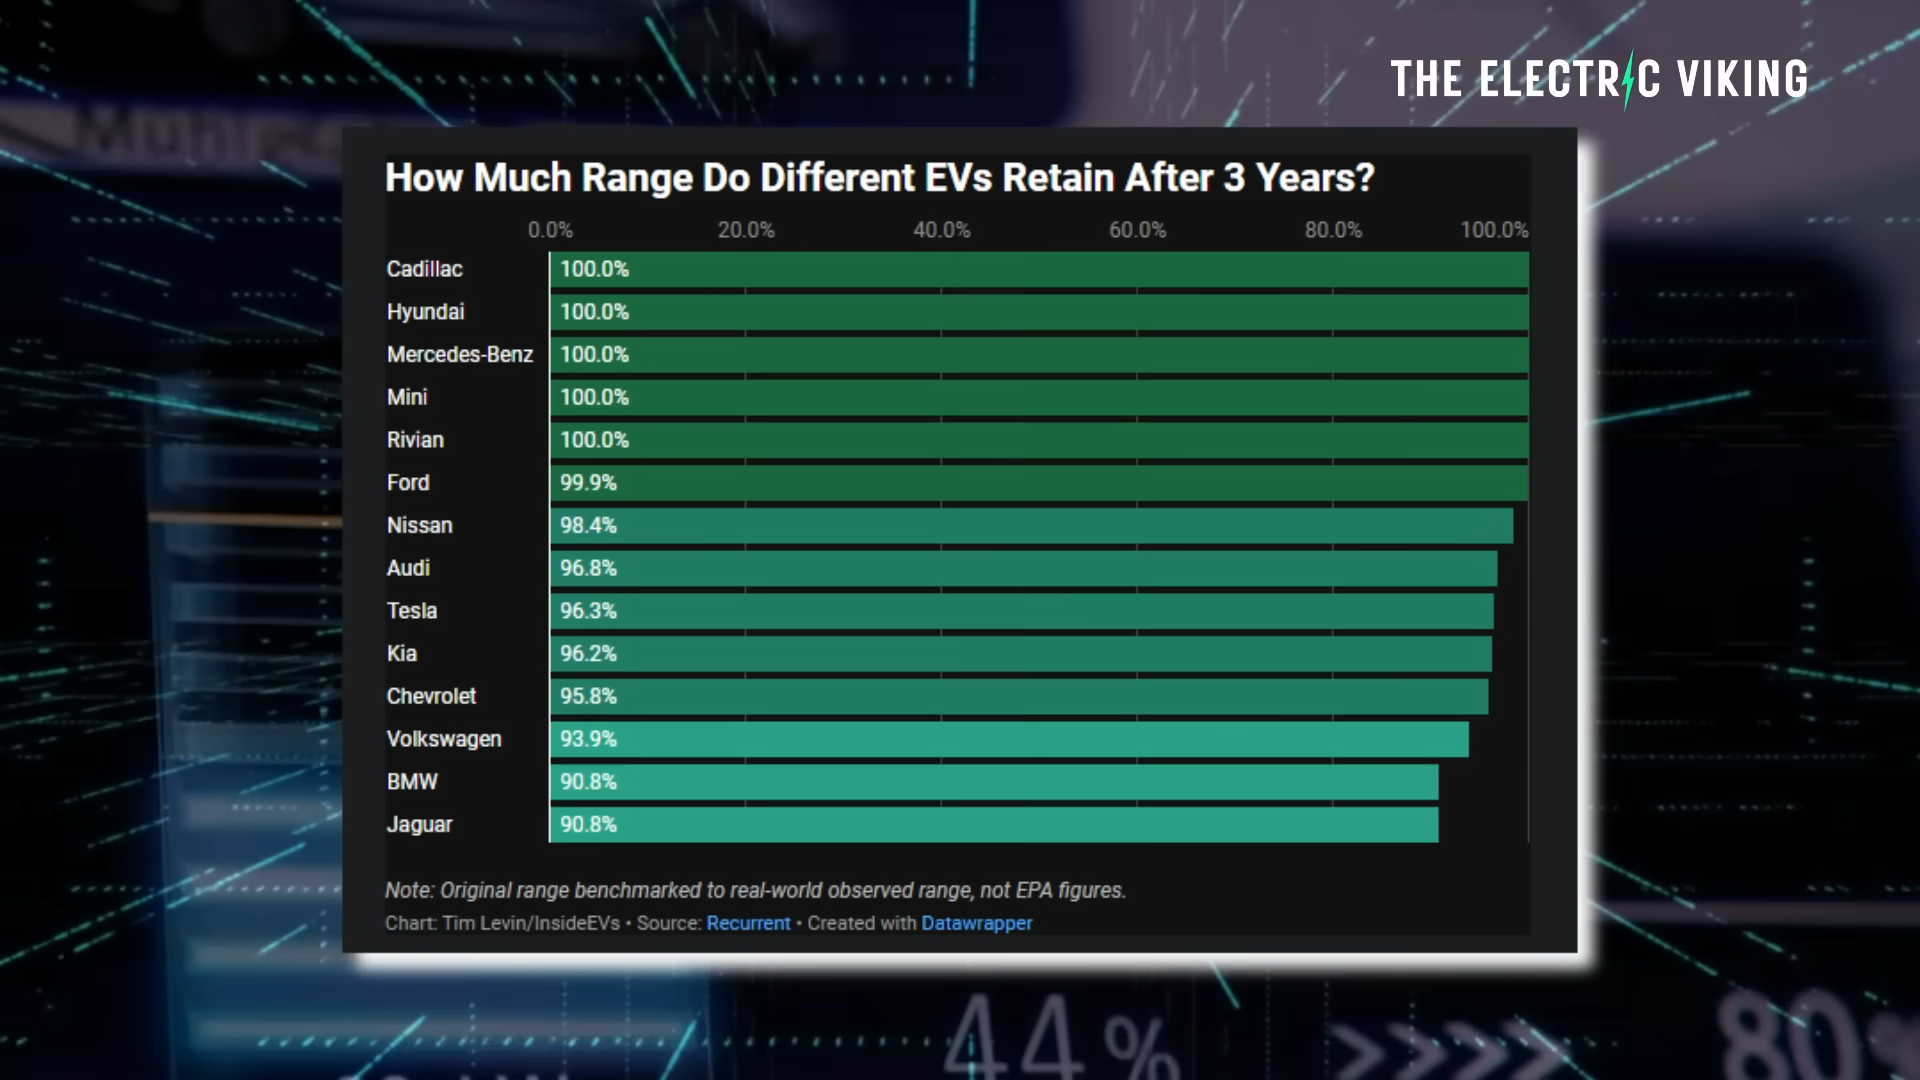 THE ELECTRIC VIKING
How Much Range Do Different EVs Retain After 3 Years?
0.0% 20.0% 40.0% 60.0% 80.0% 100.0%
Cadillac 100.0%
Hyundai 100.0%
Mercedes-Benz 100.0%
Mini 100.0%
Rivian 100.0%
Ford 99.9%
Nissan 98.4%
Audi 96.8%
Tesla 96.3%
Kia 96.2%
Chevrolet 95.8%
Volkswagen 93.9%
BMW 90.8%
Jaguar 90.8%
Note: Original range benchmarked to real-world observed range, not EPA figures.
Chart: Tim Levin/InsideEVs • Source: Recurrent • Created with Datawrapper
44% >>>> 80%